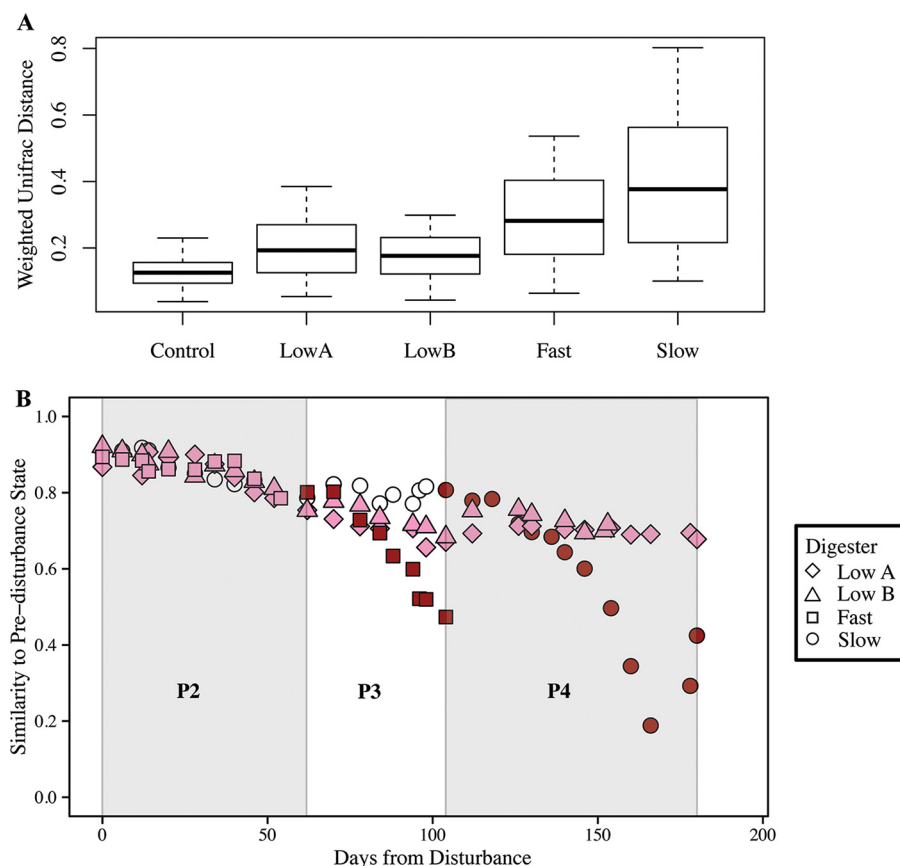 A
Weighted Unifrac Distance
0.8
0.6
0.4
0.2
Control LowA LowB Fast Slow
B
Similarity to Pre−disturbance State
1.0
0.8
0.6
0.4
0.2
0.0
P2 P3 P4
0 50 100 150 200
Days from Disturbance
Digester
Low A
Low B
Fast
Slow